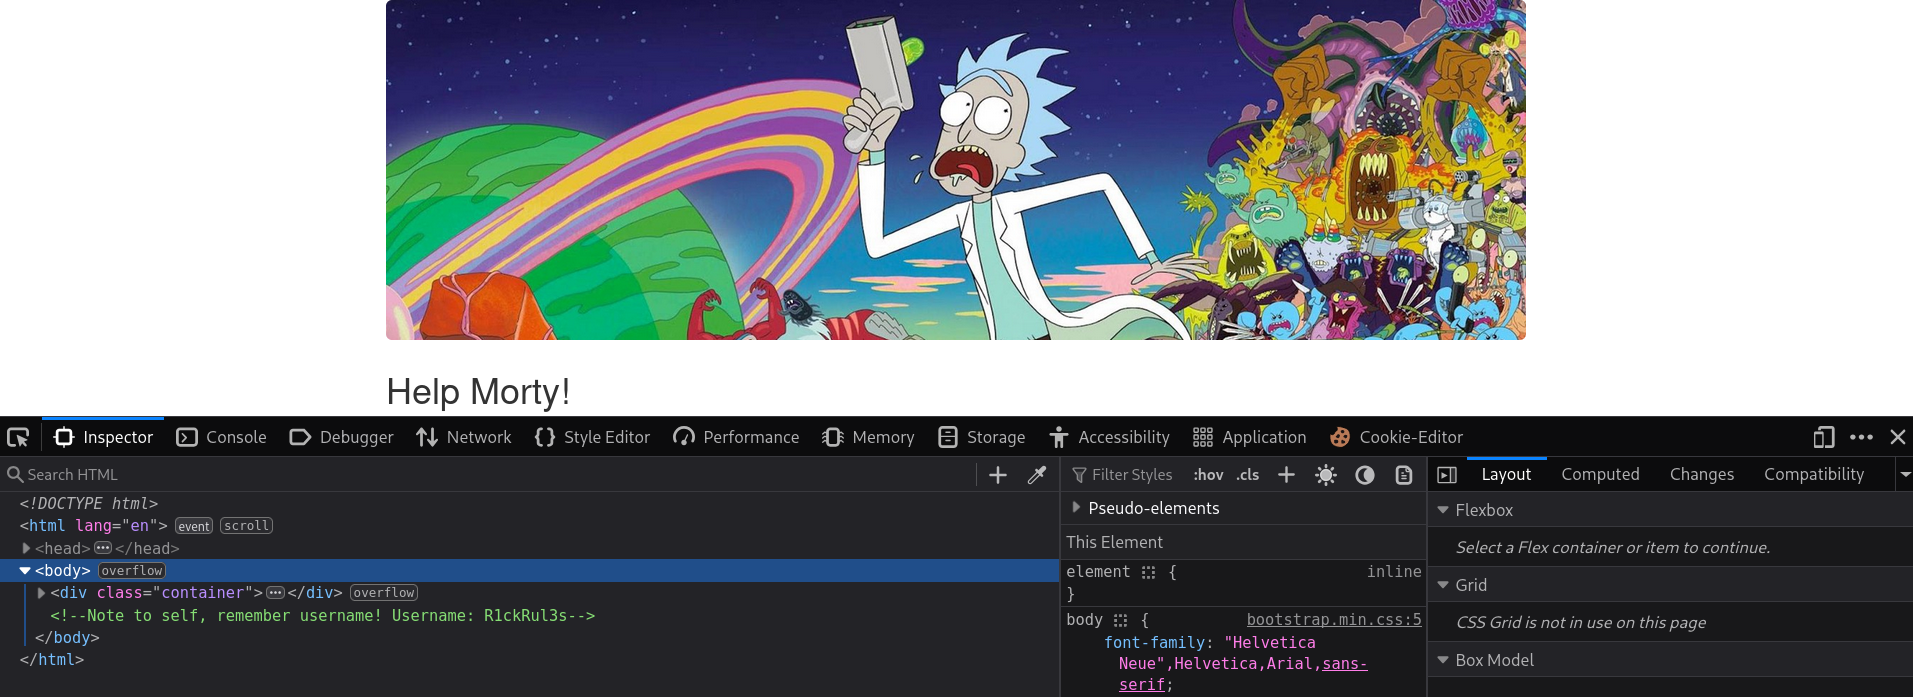 Help Morty!
Inspector Console Debugger Network Style Editor Performance Memory Storage Accessibility Application Cookie-Editor
Search HTML
<!DOCTYPE html>
<html lang="en"> event scroll
<head> ••• </head>
<body> overflow
<div class="container"> ••• </div> overflow
<!--Note to self, remember username! Username: R1ckRul3s-->
</body>
</html>
Filter Styles :hov .cls
Pseudo-elements
This Element
element { inline
}
body { bootstrap.min.css:5
font-family: "Helvetica
Neue",Helvetica,Arial,sans-
serif;
Layout Computed Changes Compatibility
Flexbox
Select a Flex container or item to continue.
Grid
CSS Grid is not in use on this page
Box Model